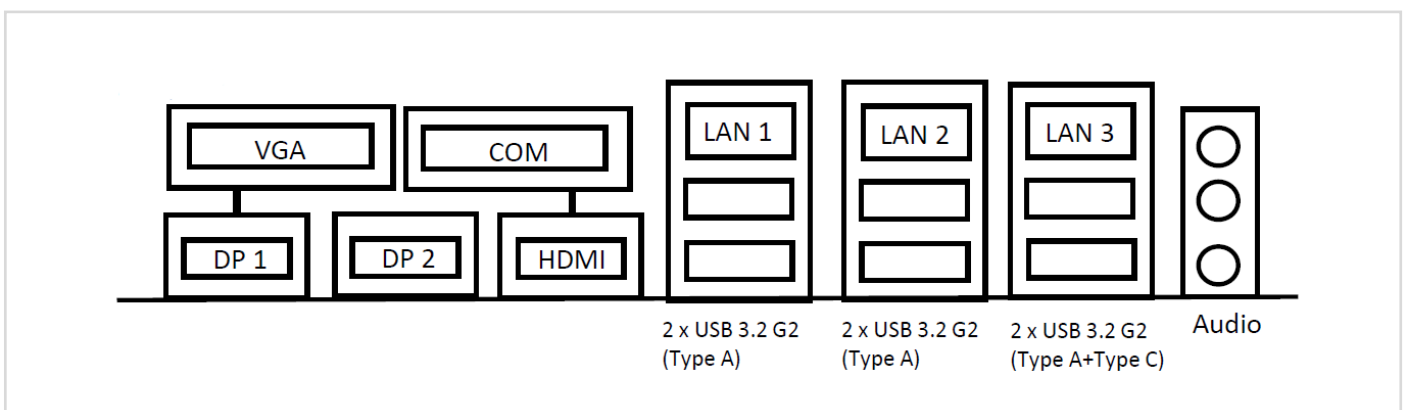 VGA
COM
LAN 1
LAN 2
LAN 3
DP 1
DP 2
HDMI
2 x USB 3.2 G2
(Type A)
2 x USB 3.2 G2
(Type A)
2 x USB 3.2 G2
(Type A+Type C)
Audio